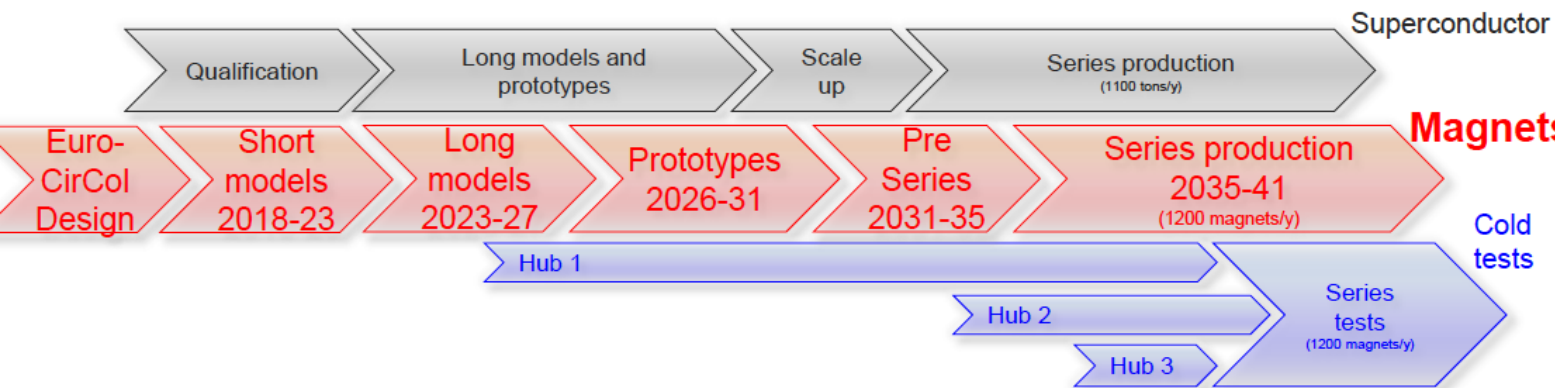 Superconductor
Qualification
Long models and
prototypes
Scale
up
Series production
(1100 tons/y)
Magnets
Euro-
CirCol
Design
Short
models
2018-23
Long
models
2023-27
Prototypes
2026-31
Pre
Series
2031-35
Series production
2035-41
(1200 magnets/y)
Cold
tests
Hub 1
Hub 2
Hub 3
Series
tests
(1200 magnets/y)